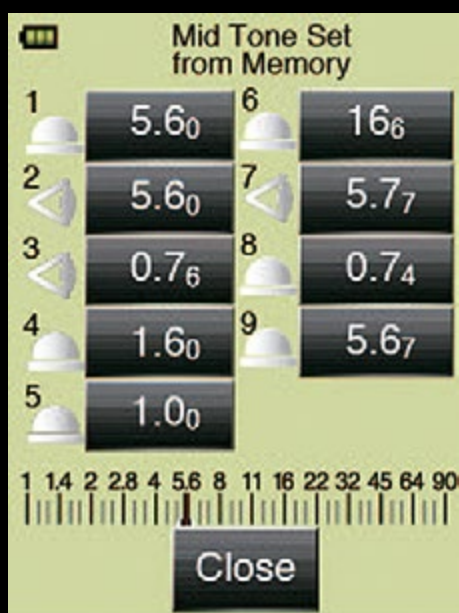 Mid Tone Set
from Memory
1 5.60 6 166
2 5.60 7 5.77
3 0.76 8 0.74
4 1.60 9 5.67
5 1.00
1 1.4 2 2.8 4 5.6 8 11 16 22 32 45 64 90
Close